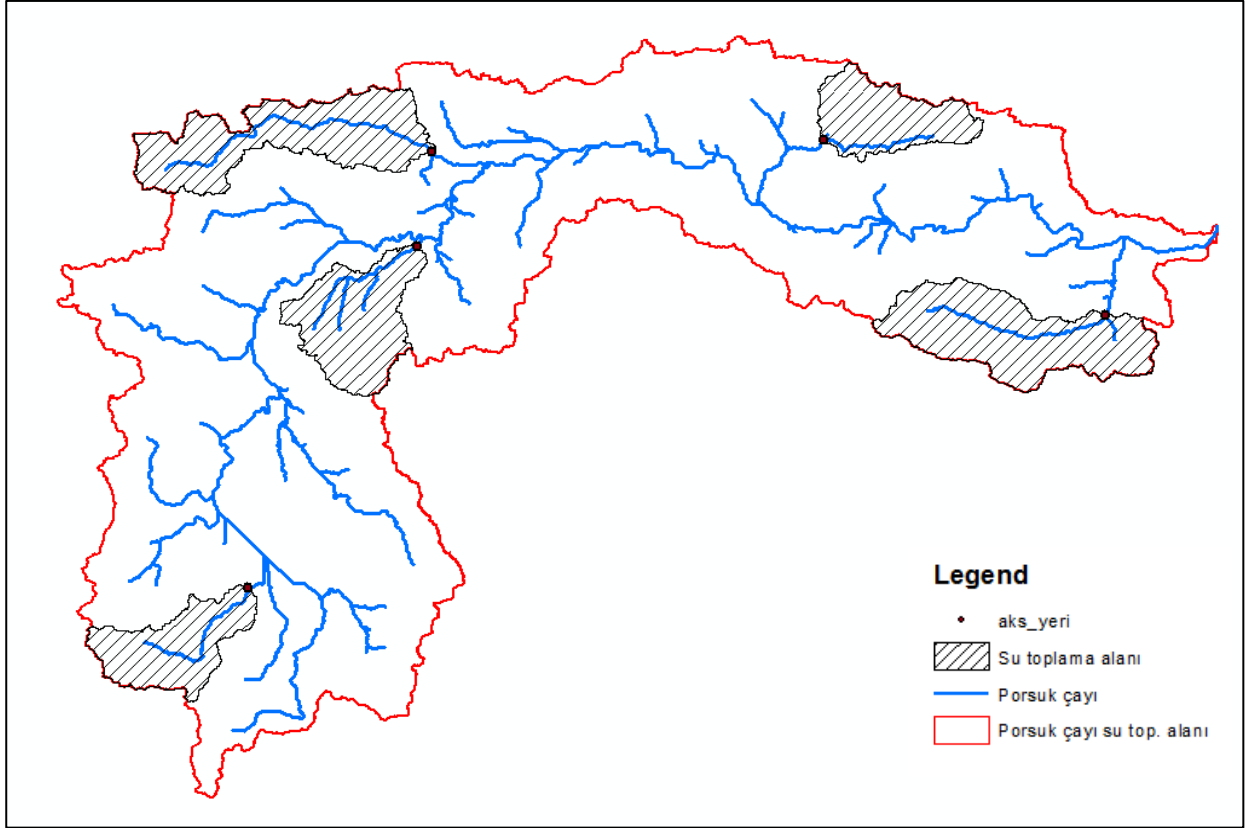 Legend
aks_yeri
Su toplama alanı
Porsuk çayı
Porsuk çayı su top. alanı